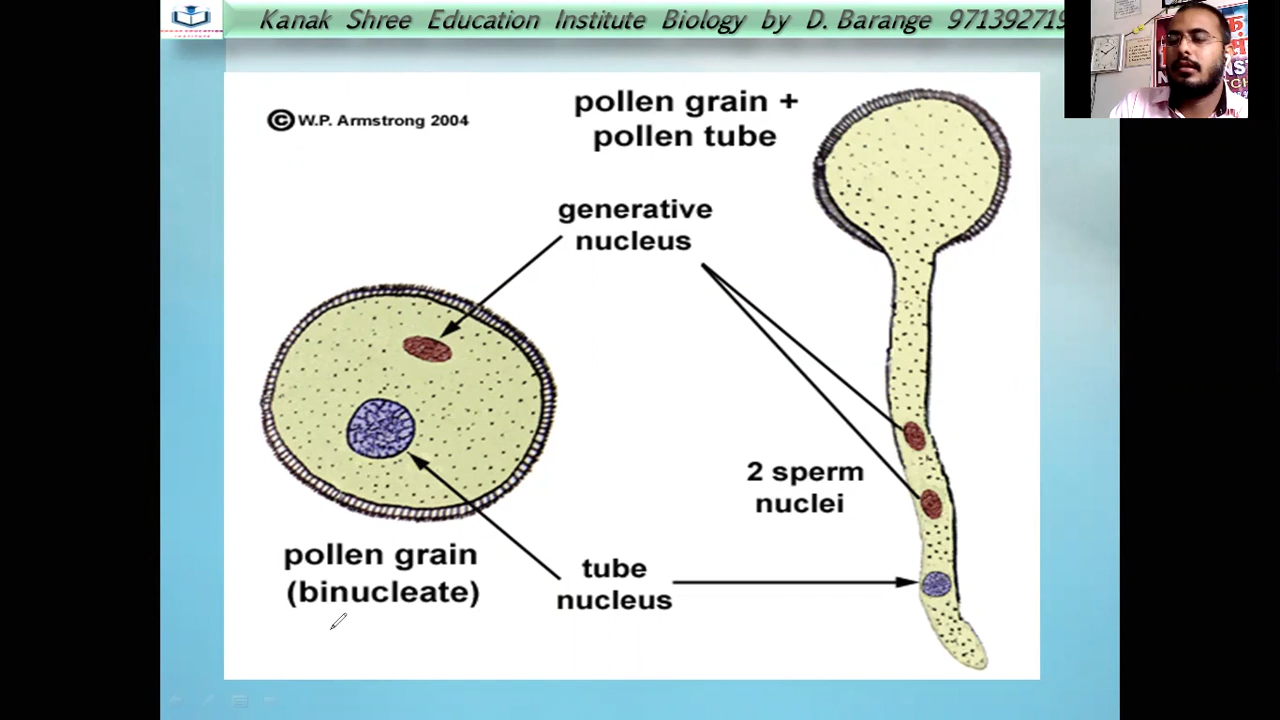 Kanak Shree Education Institute Biology by D. Barange 971392719
© W.P. Armstrong 2004
pollen grain +
pollen tube
generative
nucleus
2 sperm
nuclei
pollen grain
(binucleate)
tube
nucleus